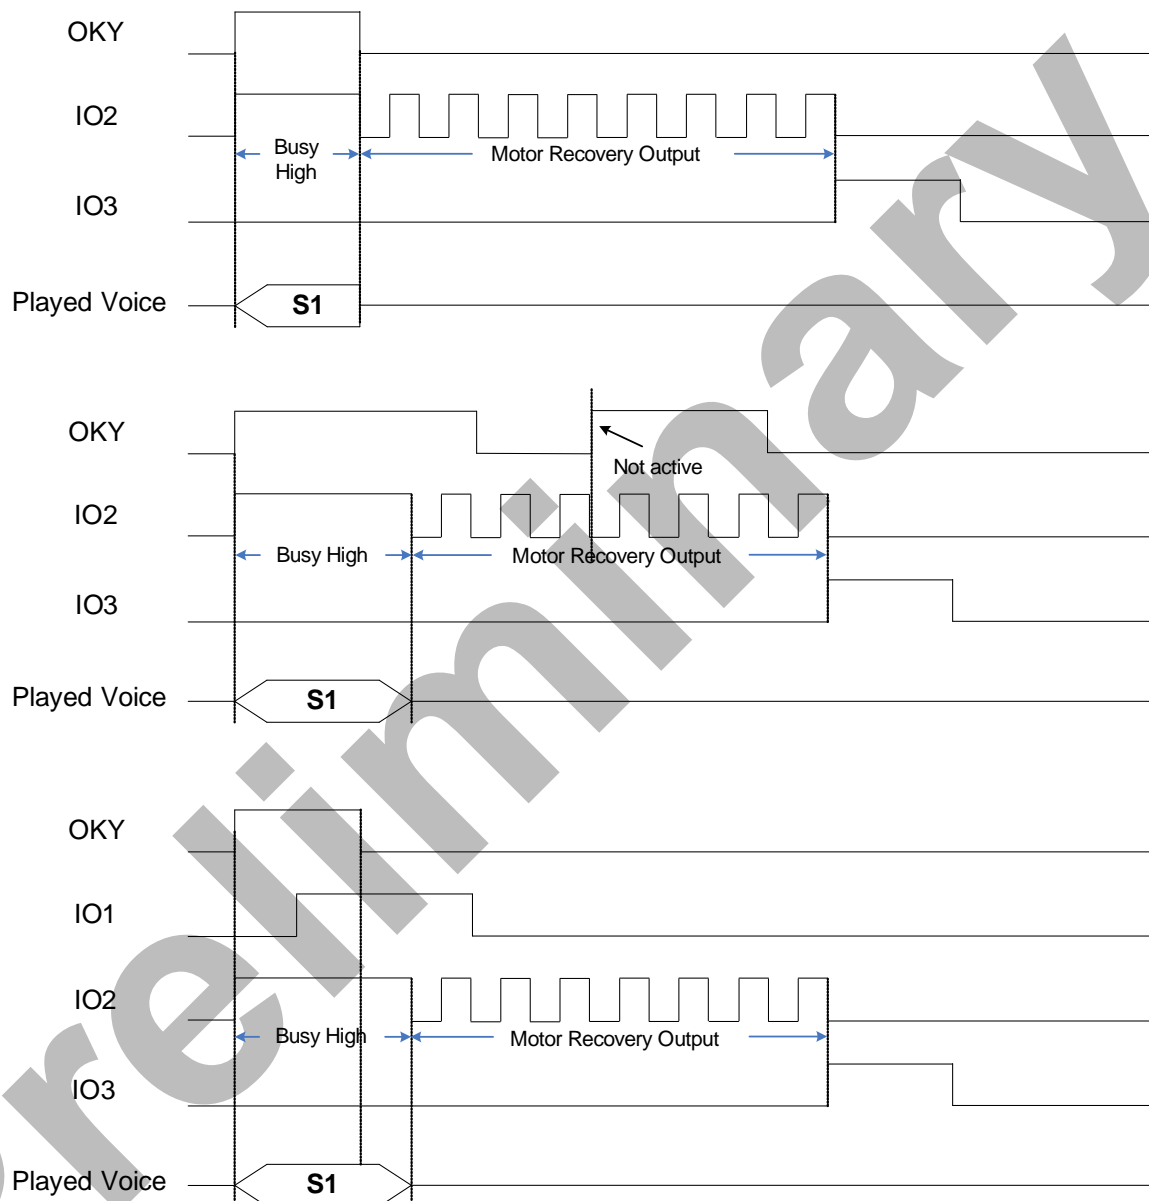 OKY
IO2
Busy
High
Motor Recovery Output
IO3
Played Voice
S1
OKY
Not active
IO2
Busy High
Motor Recovery Output
IO3
Played Voice
S1
OKY
IO1
IO2
Busy High
Motor Recovery Output
IO3
Played Voice
S1
Preliminary